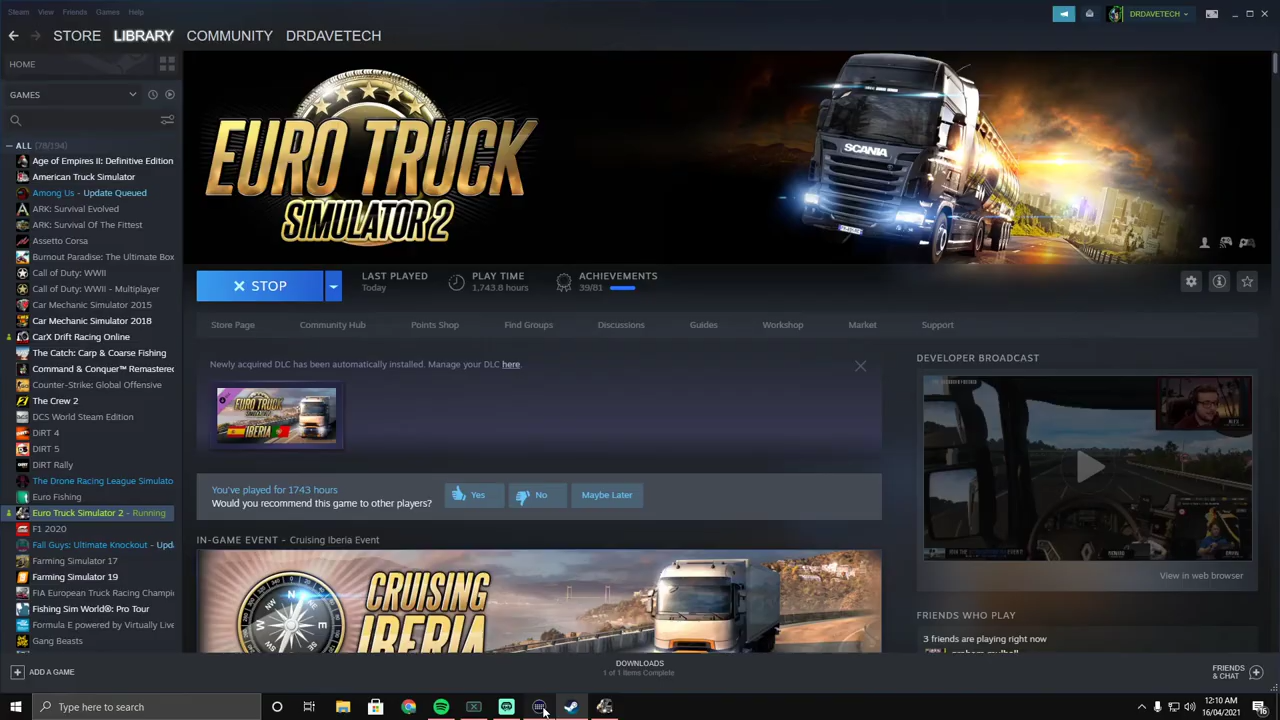 Steam View Friends Games Help
DRDAVETECH
STORE LIBRARY COMMUNITY DRDAVETECH
HOME
GAMES
ALL (78/194)
Age of Empires II: Definitive Edition
American Truck Simulator
Among Us - Update Queued
ARK: Survival Evolved
ARK: Survival Of The Fittest
Assetto Corsa
Burnout Paradise: The Ultimate Box
Call of Duty: WWII
Call of Duty: WWII - Multiplayer
Car Mechanic Simulator 2015
Car Mechanic Simulator 2018
CarX Drift Racing Online
The Catch: Carp & Coarse Fishing
Command & Conquer™ Remastered
Counter-Strike: Global Offensive
The Crew 2
DCS World Steam Edition
DiRT 4
DIRT 5
DiRT Rally
The Drone Racing League Simulato
Euro Fishing
Euro Truck Simulator 2 - Running
F1 2020
Fall Guys: Ultimate Knockout - Upd
Farming Simulator 17
Farming Simulator 19
FIA European Truck Racing Champi
Fishing Sim World®: Pro Tour
Formula E powered by Virtually Live
Gang Beasts
EURO TRUCK
SIMULATOR 2
SCANIA
STOP
LAST PLAYED
Today
PLAY TIME
1,743.8 hours
ACHIEVEMENTS
39/81
Store Page Community Hub Points Shop Find Groups Discussions Guides Workshop Market Support
Newly acquired DLC has been automatically installed. Manage your DLC here.
EURO TRUCK
IBERIA
You've played for 1743 hours
Would you recommend this game to other players?
Yes
No
Maybe Later
IN-GAME EVENT - Cruising Iberia Event
CRUISING
IBERIA
DEVELOPER BROADCAST
View in web browser
FRIENDS WHO PLAY
3 friends are playing right now
ADD A GAME
DOWNLOADS
1 of 1 Items Complete
FRIENDS
& CHAT
Type here to search
12:10 AM
16/04/2021